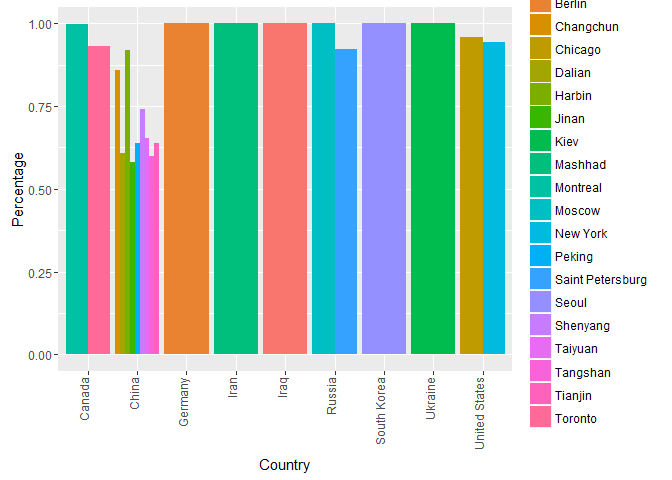 Berlin
Changchun
Chicago
Dalian
Harbin
Jinan
Kiev
Mashhad
Montreal
Moscow
New York
Peking
Saint Petersburg
Seoul
Shenyang
Taiyuan
Tangshan
Tianjin
Toronto
1.00
0.75
0.50
0.25
0.00
Percentage
Canada
China
Germany
Iran
Iraq
Russia
South Korea
Ukraine
United States
Country